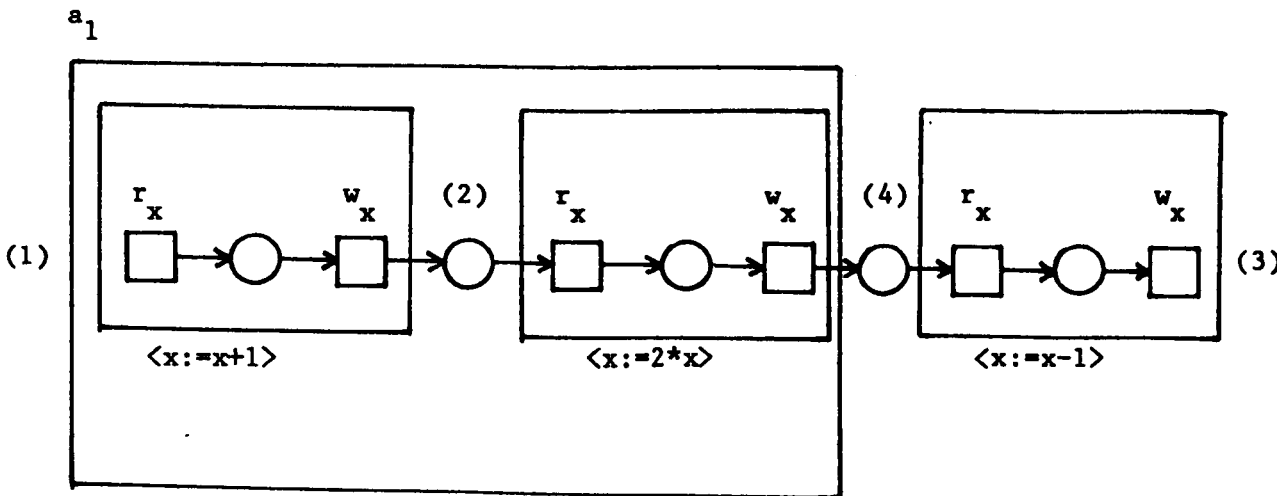 a1
rx wx (2) rx wx (4) rx wx
(1) (3)
<x:=x+1> <x:=2*x> <x:=x-1>